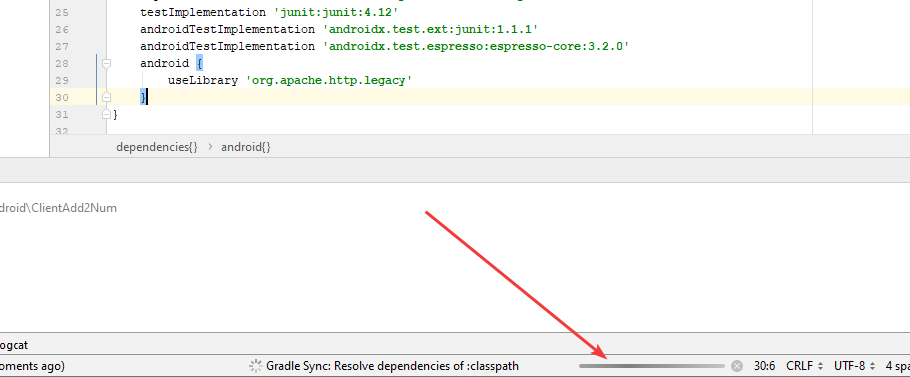 25 testImplementation 'junit:junit:4.12'
26 androidTestImplementation 'androidx.test.ext:junit:1.1.1'
27 androidTestImplementation 'androidx.test.espresso:espresso-core:3.2.0'
28 android {
29 useLibrary 'org.apache.http.legacy'
30 }
31 }
32
dependencies{} › android{}
droid\ClientAdd2Num
ogcat
oments ago) Gradle Sync: Resolve dependencies of :classpath 30:6 CRLF UTF-8 4 spa